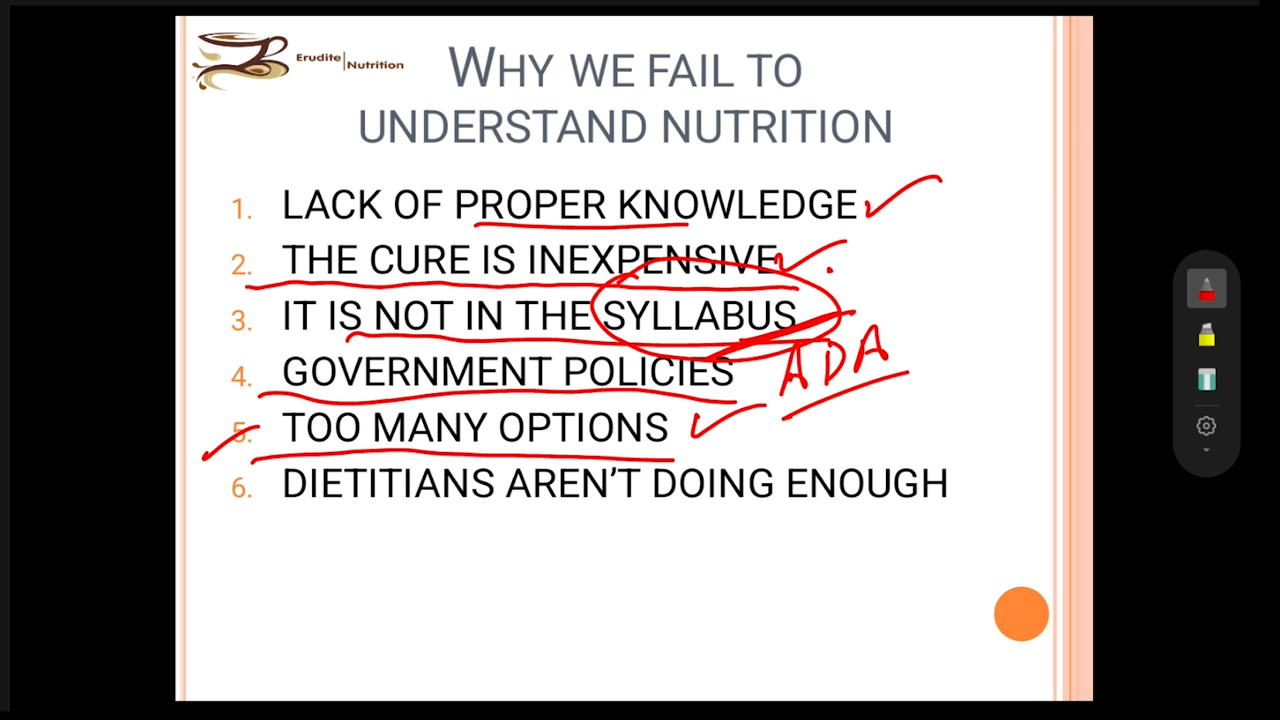 Erudite Nutrition
WHY WE FAIL TO
UNDERSTAND NUTRITION
1. LACK OF PROPER KNOWLEDGE
2. THE CURE IS INEXPENSIVE
3. IT IS NOT IN THE SYLLABUS
4. GOVERNMENT POLICIES
ADA
5. TOO MANY OPTIONS
6. DIETITIANS AREN’T DOING ENOUGH